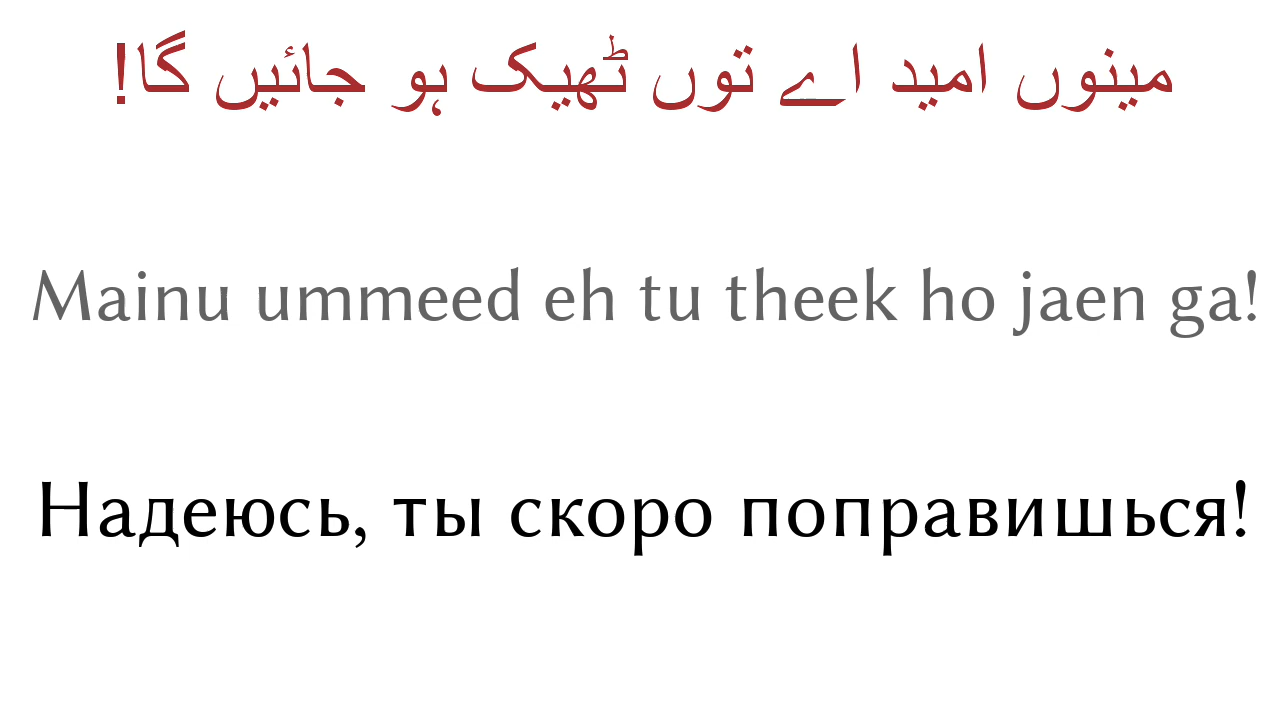 مینوں امید اے توں ٹھیک ہو جائیں گا!
Mainu ummeed eh tu theek ho jaen ga!
Надеюсь, ты скоро поправишься!